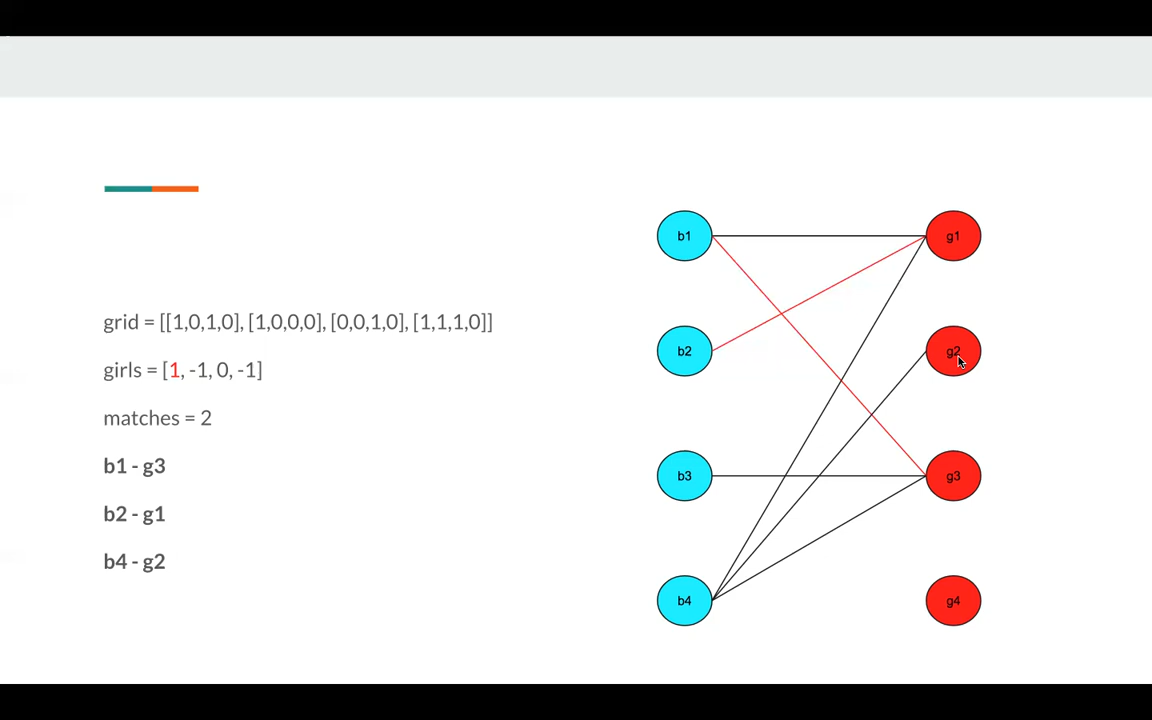 grid = [[1,0,1,0], [1,0,0,0], [0,0,1,0], [1,1,1,0]]
girls = [1, -1, 0, -1]
matches = 2
b1 - g3
b2 - g1
b4 - g2
b1 g1
b2 g2
b3 g3
b4 g4